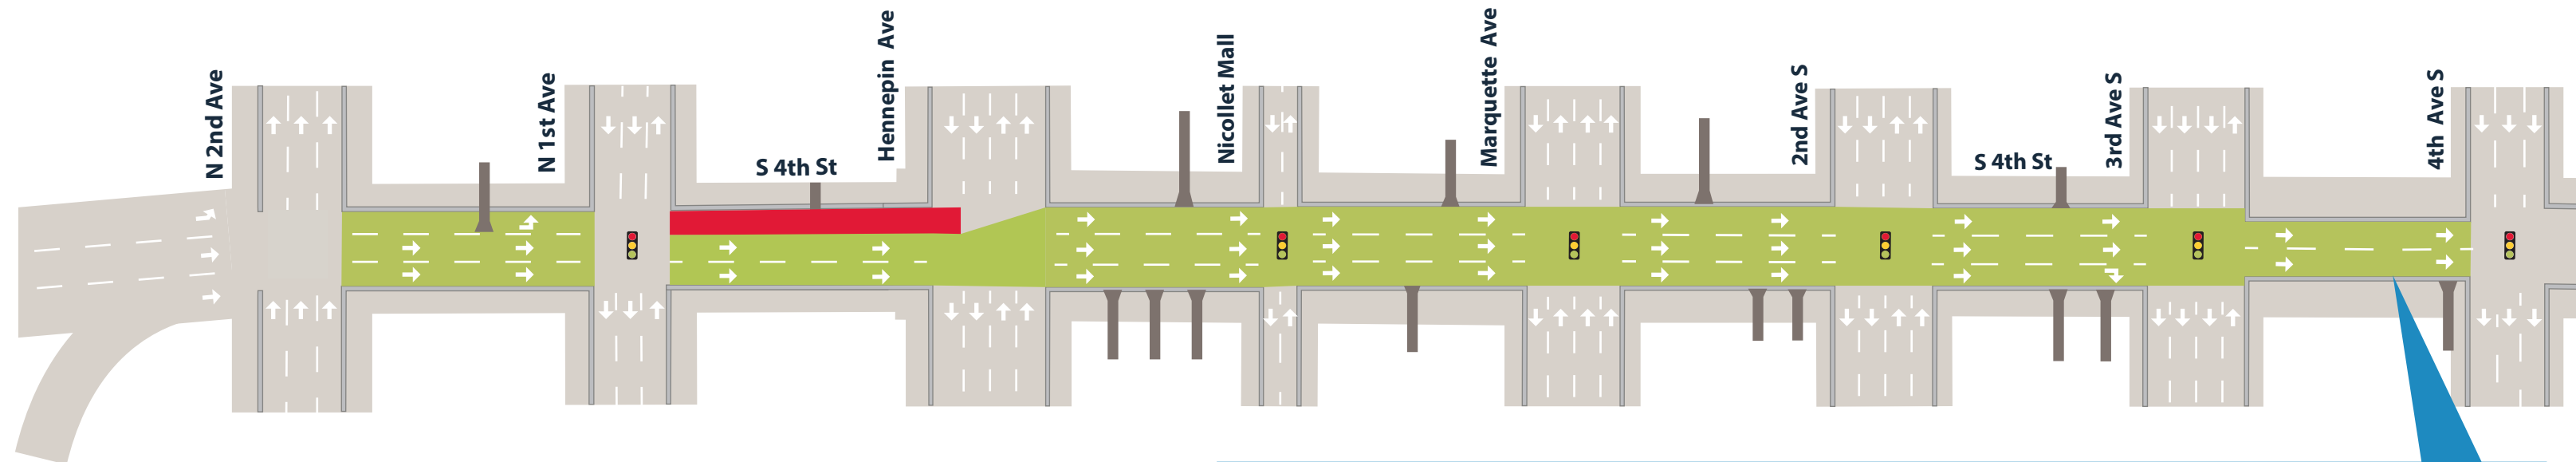 N 2nd Ave
N 1st Ave
S 4th St
Hennepin Ave
Nicollet Mall
Marquette Ave
2nd Ave S
S 4th St
3rd Ave S
4th Ave S